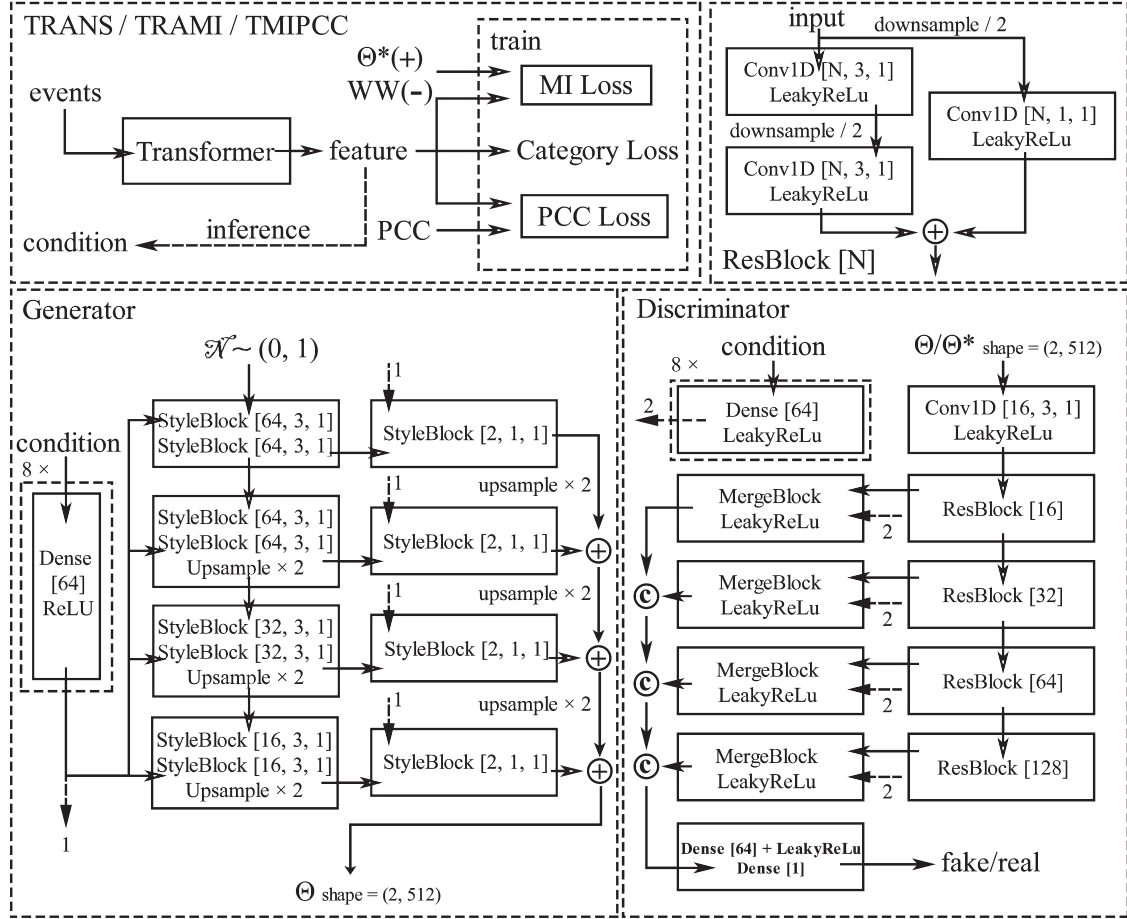 TRANS / TRAMI / TMIPCC
train
Θ*(+)
WW(-)
MI Loss
events
Transformer
feature
Category Loss
inference
condition
PCC
PCC Loss
input
downsample / 2
Conv1D [N, 3, 1]
LeakyReLu
Conv1D [N, 1, 1]
LeakyReLu
downsample / 2
Conv1D [N, 3, 1]
LeakyReLu
+
ResBlock [N]
Generator
𝒩 ~ (0, 1)
condition
8 ×
Dense
[64]
ReLU
1
StyleBlock [64, 3, 1]
StyleBlock [64, 3, 1]
1
StyleBlock [2, 1, 1]
upsample × 2
StyleBlock [64, 3, 1]
StyleBlock [64, 3, 1]
Upsample × 2
1
StyleBlock [2, 1, 1]
+
upsample × 2
StyleBlock [32, 3, 1]
StyleBlock [32, 3, 1]
Upsample × 2
1
StyleBlock [2, 1, 1]
+
upsample × 2
StyleBlock [16, 3, 1]
StyleBlock [16, 3, 1]
Upsample × 2
1
StyleBlock [2, 1, 1]
+
Θ shape = (2, 512)
Discriminator
condition
8 ×
2
Dense [64]
LeakyReLu
Θ/Θ* shape = (2, 512)
Conv1D [16, 3, 1]
LeakyReLu
MergeBlock
LeakyReLu
2
ResBlock [16]
c
MergeBlock
LeakyReLu
2
ResBlock [32]
c
MergeBlock
LeakyReLu
2
ResBlock [64]
c
MergeBlock
LeakyReLu
2
ResBlock [128]
Dense [64] + LeakyReLu
Dense [1]
fake/real